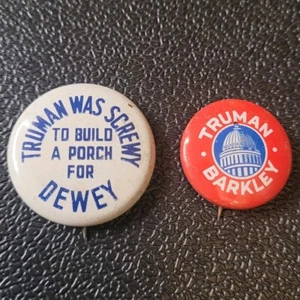 TRUMAN WAS SCREWY
TO BUILD
A PORCH
FOR
DEWEY
TRUMAN
BARKLEY